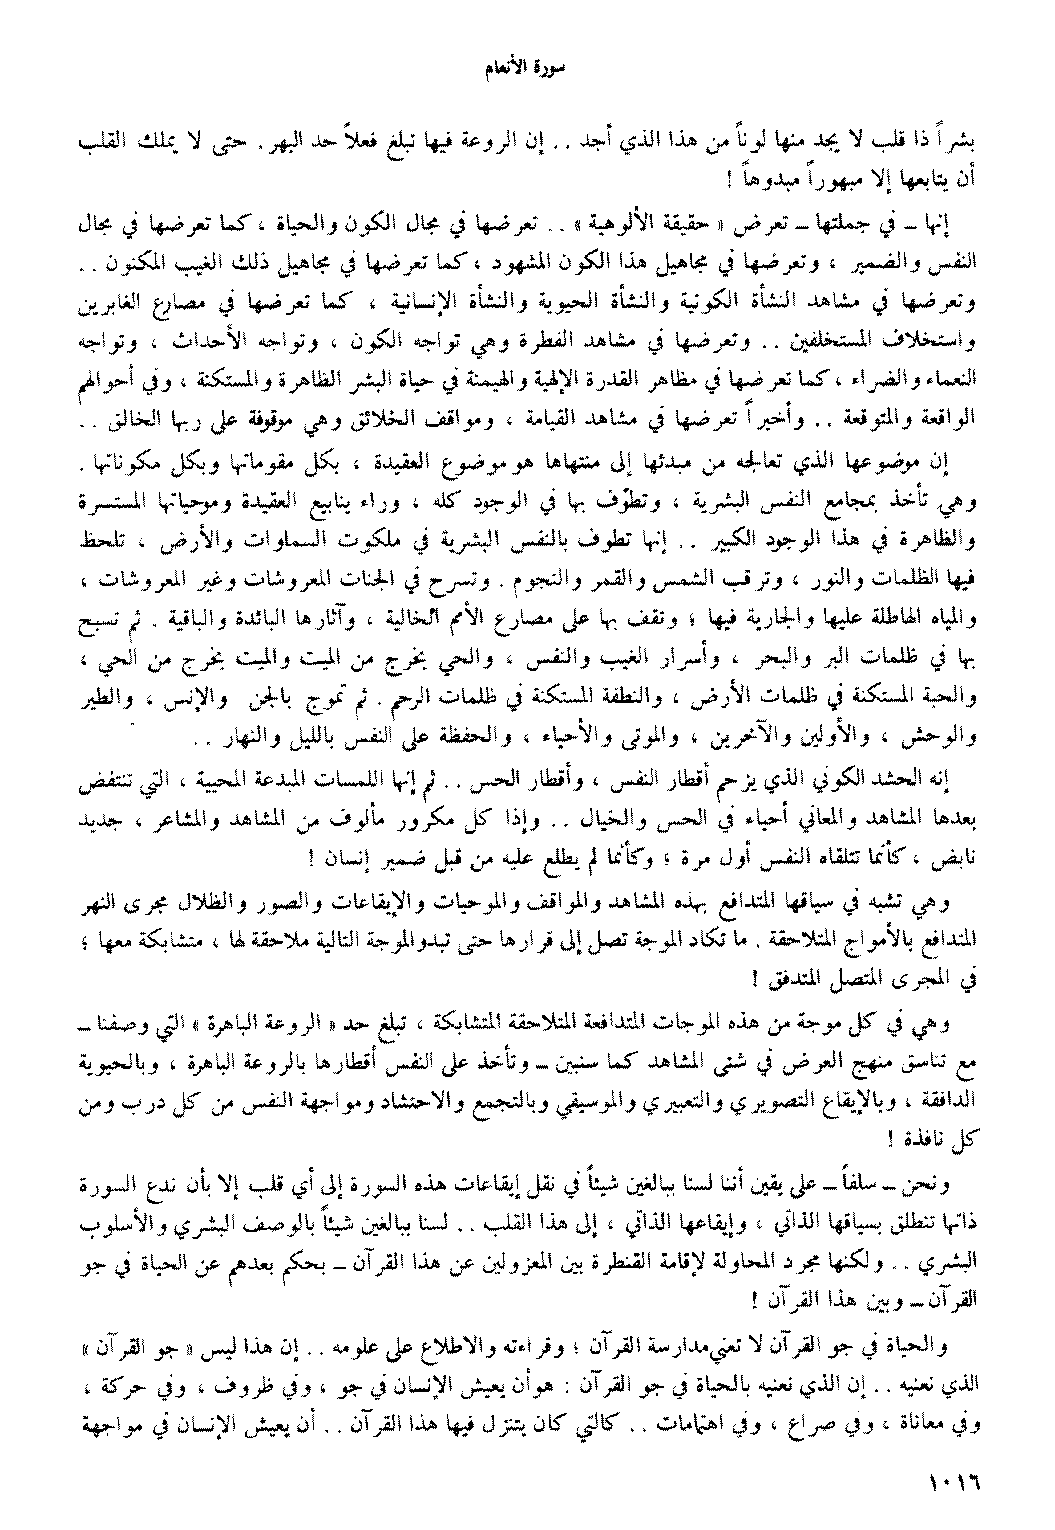 سورة الأنعام
بشراً ذا قلب لا يجد منها لوناً من هذا الذي أجد .. إن الروعة فيها تبلغ فعلاً حد البهر. حتى لا يملك القلب
أن يتابعها إلا مبهوراً مبدوهاً !
إنها – في جملتها – تعرض « حقيقة الألوهية » .. تعرضها في مجال الكون والحياة ، كما تعرضها في مجال
النفس والضمير ، وتعرضها في مجاهيل هذا الكون المشهود ، كما تعرضها في مجاهيل ذلك الغيب المكنون ..
وتعرضها في مشاهد النشأة الكونية والنشأة الحيوية والنشأة الإنسانية ، كما تعرضها في مصارع الغابرين
واستخلاف المستخلفين .. وتعرضها في مشاهد الفطرة وهي تواجه الكون ، وتواجه الأحداث ، وتواجه
النعماء والضراء ، كما تعرضها في مظاهر القدرة الإلهية والهيمنة في حياة البشر الظاهرة والمستكنة ، وفي أحوالهم
الواقعة والمتوقعة .. وأخيراً تعرضها في مشاهد القيامة ، ومواقف الخلائق وهي موقوفة على ربها الخالق ..
إن موضوعها الذي تعالجه من مبدئها إلى منتهاها هو موضوع العقيدة ، بكل مقوماتها وبكل مكوناتها .
وهي تأخذ بمجامع النفس البشرية ، وتطوّف بها في الوجود كله ، وراء ينابيع العقيدة وموحياتها المستسرة
والظاهرة في هذا الوجود الكبير .. إنها تطوف بالنفس البشرية في ملكوت السماوات والأرض ، تلحظ
فيها الظلمات والنور ، وترقب الشمس والقمر والنجوم . وتسرح في الجنات المعروشات وغير المعروشات ،
والمياه الهاطلة عليها والجارية فيها ؛ وتقف بها على مصارع الأمم الخالية ، وآثارها البائدة والباقية . ثم تسبح
بها في ظلمات البر والبحر ، وأسرار الغيب والنفس ، والحي يخرج من الميت والميت يخرج من الحي ،
والحبة المستكنة في ظلمات الأرض ، والنطفة المستكنة في ظلمات الرحم . ثم تموج بالجن والإنس ، والطير
والوحش ، والأولين والآخرين ، والموتى والأحياء ، والحفظة على النفس بالليل والنهار ..
إنه الحشد الكوني الذي يزحم أقطار النفس ، وأقطار الحس .. ثم إنها اللمسات المبدعة المحيية ، التي تنتفض
بعدها المشاهد والمعاني أحياء في الحس والخيال .. وإذا كل مكرور مألوف من المشاهد والمشاعر ، جديد
نابض ، كأنما تتلقاه النفس أول مرة ؛ وكأنما لم يطلع عليه من قبل ضمير إنسان !
وهي تشبه في سياقها المتدافع بهذه المشاهد والمواقف والموحيات والإيقاعات والصور والظلال مجرى النهر
المتدافع بالأمواج المتلاحقة . ما تكاد الموجة تصل إلى قرارها حتى تبدو الموجة التالية ملاحقة لها ، متشابكة معها ؛
في المجرى المتصل المتدفق !
وهي في كل موجة من هذه الموجات المتدافعة المتلاحقة المتشابكة ، تبلغ حد « الروعة الباهرة » التي وصفنا –
مع تناسق منهج العرض في شتى المشاهد كما سنبين – وتأخذ على النفس أقطارها بالروعة الباهرة ، وبالحيوية
الدافقة ، وبالإيقاع التصويري والتعبيري والموسيقي وبالتجمع والاحتشاد ومواجهة النفس من كل درب ومن
كل نافذة !
ونحن – سلفاً – على يقين أننا لسنا ببالغين شيئاً في نقل إيقاعات هذه السورة إلى أي قلب إلا بأن ندع السورة
ذاتها تنطلق بسياقها الذاتي ، وإيقاعها الذاتي ، إلى هذا القلب .. لسنا ببالغين شيئاً بالوصف البشري والأسلوب
البشري .. ولكنها مجرد المحاولة لإقامة القنطرة بين المعزولين عن هذا القرآن – بحكم بعدهم عن الحياة في جو
القرآن – وبين هذا القرآن !
والحياة في جو القرآن لا تعني مدارسة القرآن ؛ وقراءته والاطلاع على علومه .. إن هذا ليس « جو القرآن »
الذي نعنيه .. إن الذي نعنيه بالحياة في جو القرآن : هو أن يعيش الإنسان في جو ، وفي ظروف ، وفي حركة ،
وفي معاناة ، وفي صراع ، وفي اهتمامات .. كالتي كان يتنزل فيها هذا القرآن .. أن يعيش الإنسان في مواجهة
١٠١٦